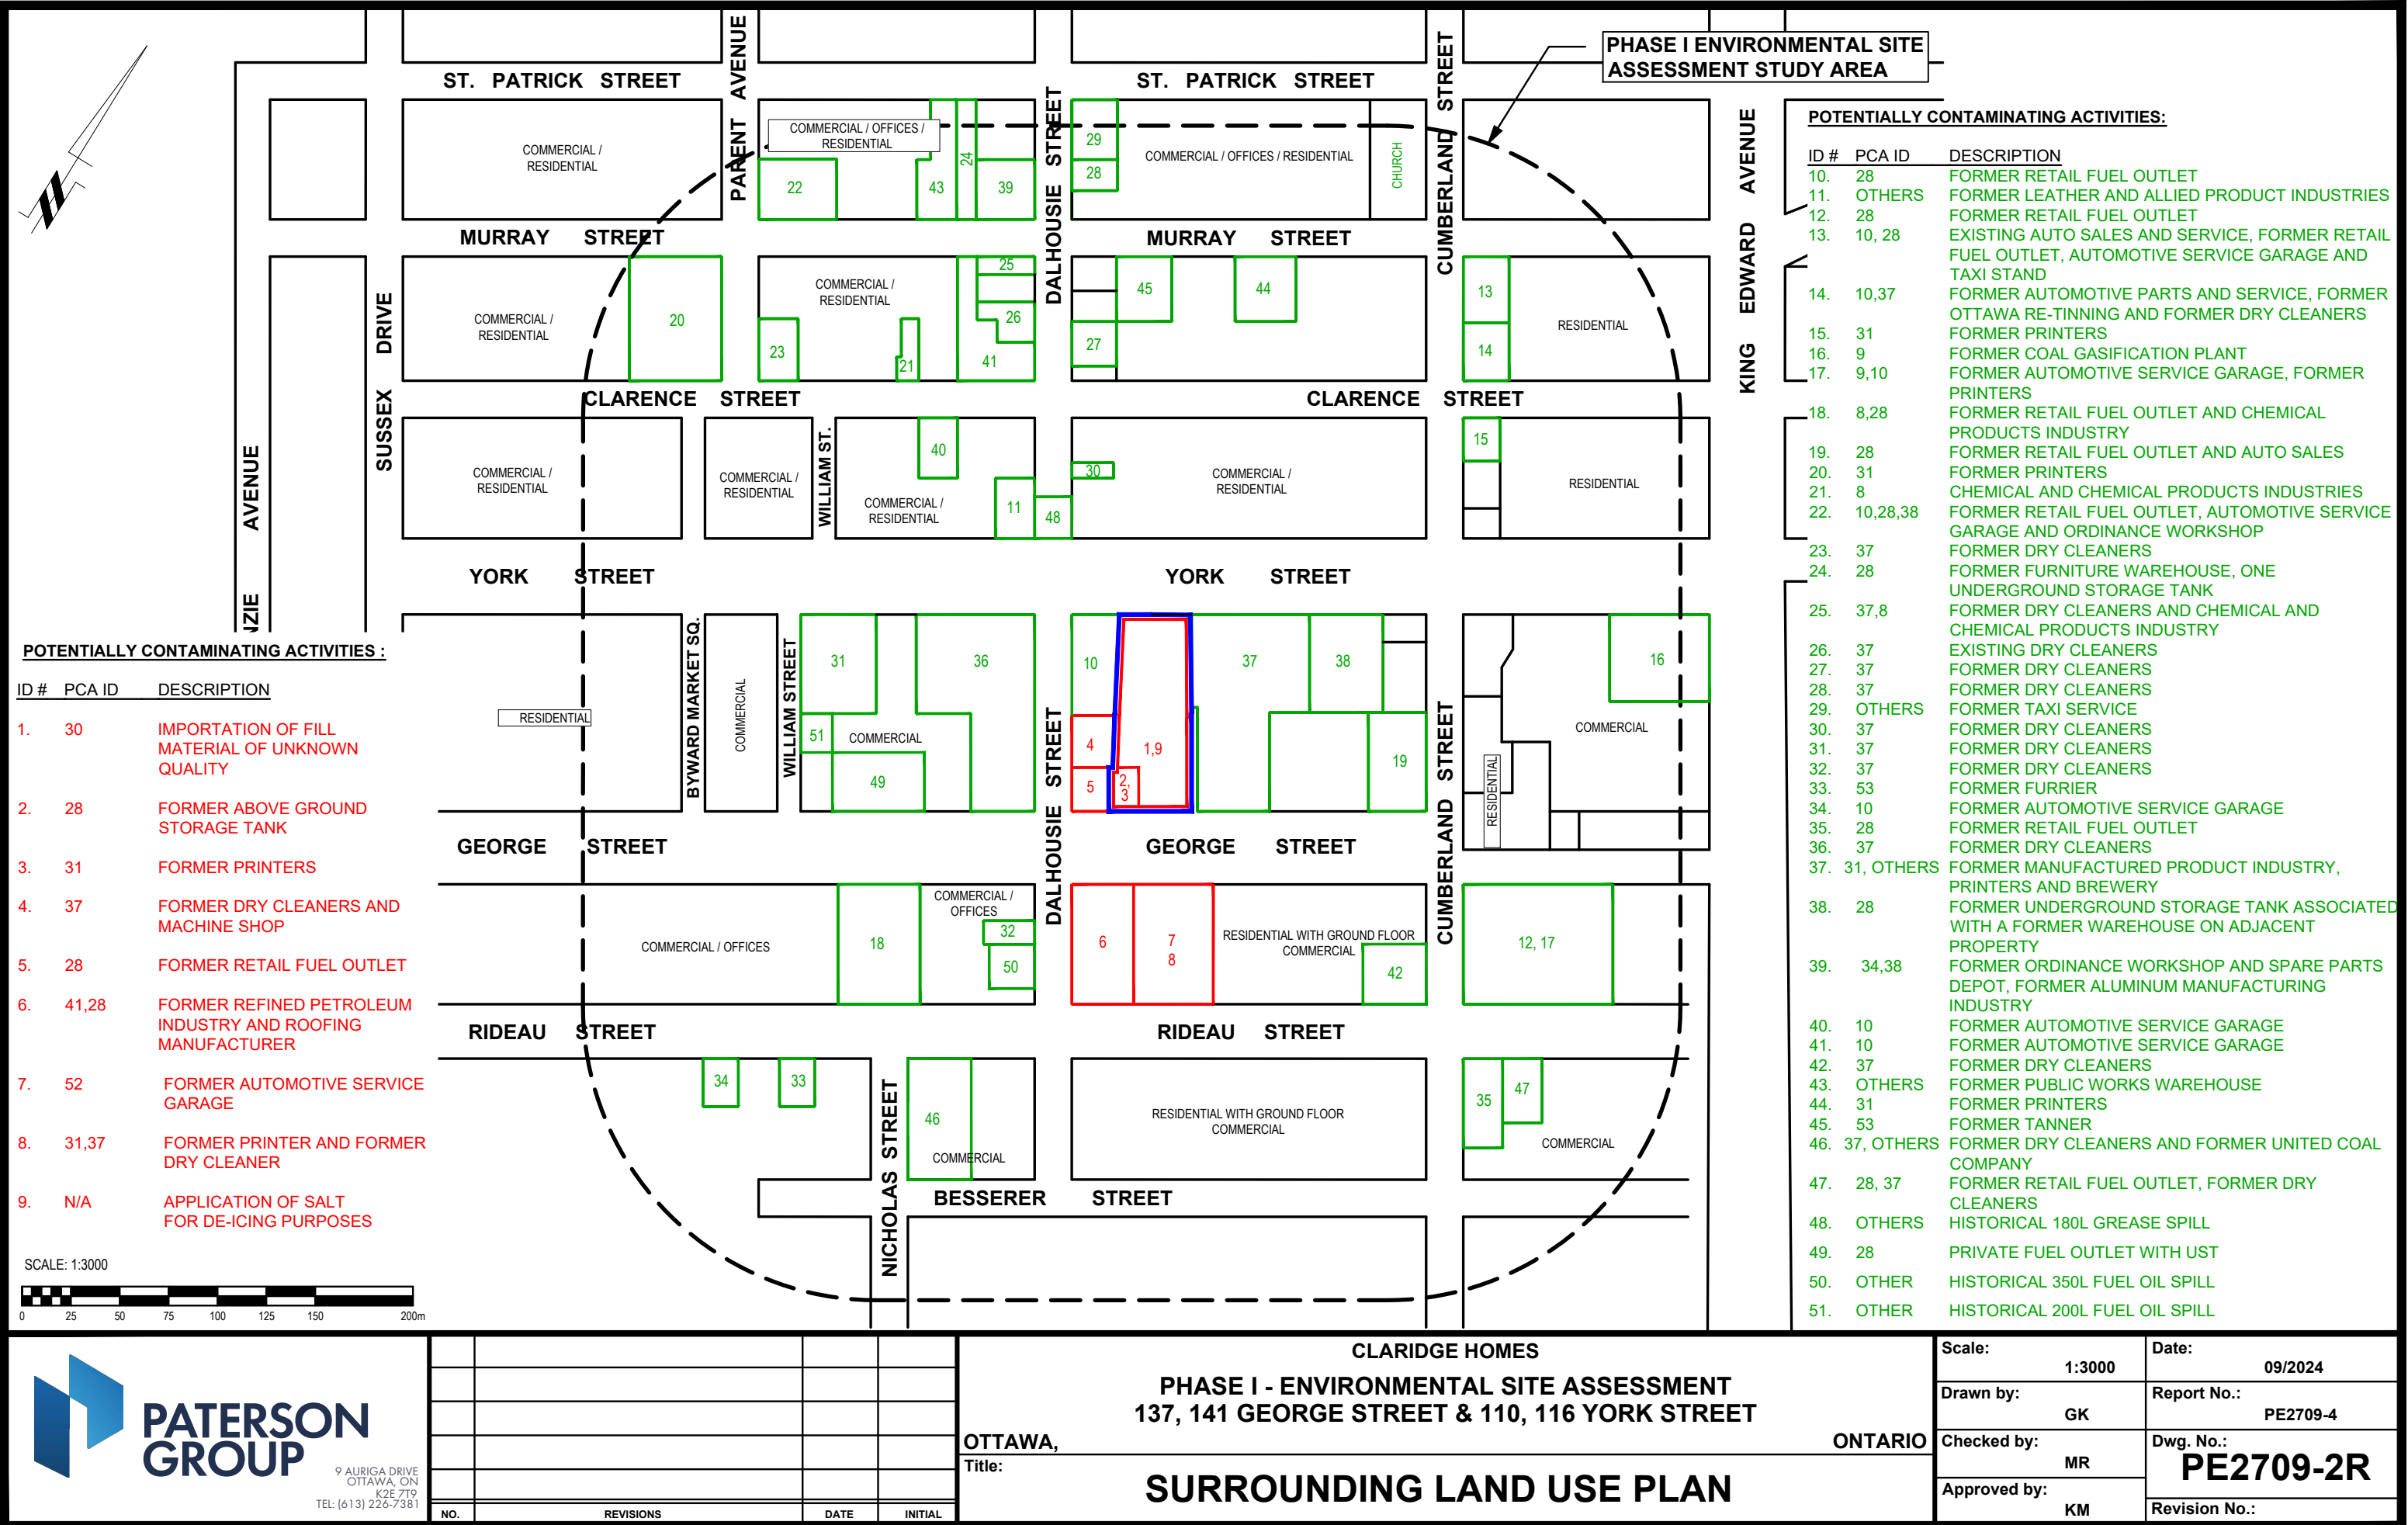 PHASE I ENVIRONMENTAL SITE
ASSESSMENT STUDY AREA
ST. PATRICK STREET
ST. PATRICK STREET
PARENT AVENUE
DALHOUSIE STREET
CUMBERLAND STREET
KING EDWARD AVENUE
COMMERCIAL /
RESIDENTIAL
COMMERCIAL / OFFICES /
RESIDENTIAL
22
43
24
39
29
28
COMMERCIAL / OFFICES / RESIDENTIAL
CHURCH
MURRAY STREET
MURRAY STREET
SUSSEX DRIVE
COMMERCIAL /
RESIDENTIAL
20
COMMERCIAL /
RESIDENTIAL
23
21
25
26
41
45
44
27
13
14
RESIDENTIAL
CLARENCE STREET
CLARENCE STREET
AVENUE
COMMERCIAL /
RESIDENTIAL
COMMERCIAL /
RESIDENTIAL
WILLIAM ST.
40
COMMERCIAL /
RESIDENTIAL
11
48
30
COMMERCIAL /
RESIDENTIAL
15
RESIDENTIAL
YORK STREET
YORK STREET
NZIE
RESIDENTIAL
BYWARD MARKET SQ.
COMMERCIAL
WILLIAM STREET
31
36
51
COMMERCIAL
49
DALHOUSIE STREET
10
4
5
1,9
2,
3
37
38
19
CUMBERLAND STREET
RESIDENTIAL
16
COMMERCIAL
GEORGE STREET
GEORGE STREET
COMMERCIAL / OFFICES
18
COMMERCIAL /
OFFICES
32
50
6
7
8
RESIDENTIAL WITH GROUND FLOOR
COMMERCIAL
42
12, 17
RIDEAU STREET
RIDEAU STREET
34
33
NICHOLAS STREET
46
COMMERCIAL
RESIDENTIAL WITH GROUND FLOOR
COMMERCIAL
35
47
COMMERCIAL
BESSERER STREET
POTENTIALLY CONTAMINATING ACTIVITIES :
ID # PCA ID DESCRIPTION
1. 30 IMPORTATION OF FILL
MATERIAL OF UNKNOWN
QUALITY
2. 28 FORMER ABOVE GROUND
STORAGE TANK
3. 31 FORMER PRINTERS
4. 37 FORMER DRY CLEANERS AND
MACHINE SHOP
5. 28 FORMER RETAIL FUEL OUTLET
6. 41,28 FORMER REFINED PETROLEUM
INDUSTRY AND ROOFING
MANUFACTURER
7. 52 FORMER AUTOMOTIVE SERVICE
GARAGE
8. 31,37 FORMER PRINTER AND FORMER
DRY CLEANER
9. N/A APPLICATION OF SALT
FOR DE-ICING PURPOSES
SCALE: 1:3000
0 25 50 75 100 125 150 200m
POTENTIALLY CONTAMINATING ACTIVITIES:
ID # PCA ID DESCRIPTION
10. 28 FORMER RETAIL FUEL OUTLET
11. OTHERS FORMER LEATHER AND ALLIED PRODUCT INDUSTRIES
12. 28 FORMER RETAIL FUEL OUTLET
13. 10, 28 EXISTING AUTO SALES AND SERVICE, FORMER RETAIL
FUEL OUTLET, AUTOMOTIVE SERVICE GARAGE AND
TAXI STAND
14. 10,37 FORMER AUTOMOTIVE PARTS AND SERVICE, FORMER
OTTAWA RE-TINNING AND FORMER DRY CLEANERS
15. 31 FORMER PRINTERS
16. 9 FORMER COAL GASIFICATION PLANT
17. 9,10 FORMER AUTOMOTIVE SERVICE GARAGE, FORMER
PRINTERS
18. 8,28 FORMER RETAIL FUEL OUTLET AND CHEMICAL
PRODUCTS INDUSTRY
19. 28 FORMER RETAIL FUEL OUTLET AND AUTO SALES
20. 31 FORMER PRINTERS
21. 8 CHEMICAL AND CHEMICAL PRODUCTS INDUSTRIES
22. 10,28,38 FORMER RETAIL FUEL OUTLET, AUTOMOTIVE SERVICE
GARAGE AND ORDINANCE WORKSHOP
23. 37 FORMER DRY CLEANERS
24. 28 FORMER FURNITURE WAREHOUSE, ONE
UNDERGROUND STORAGE TANK
25. 37,8 FORMER DRY CLEANERS AND CHEMICAL AND
CHEMICAL PRODUCTS INDUSTRY
26. 37 EXISTING DRY CLEANERS
27. 37 FORMER DRY CLEANERS
28. 37 FORMER DRY CLEANERS
29. OTHERS FORMER TAXI SERVICE
30. 37 FORMER DRY CLEANERS
31. 37 FORMER DRY CLEANERS
32. 37 FORMER DRY CLEANERS
33. 53 FORMER FURRIER
34. 10 FORMER AUTOMOTIVE SERVICE GARAGE
35. 28 FORMER RETAIL FUEL OUTLET
36. 37 FORMER DRY CLEANERS
37. 31, OTHERS FORMER MANUFACTURED PRODUCT INDUSTRY,
PRINTERS AND BREWERY
38. 28 FORMER UNDERGROUND STORAGE TANK ASSOCIATED
WITH A FORMER WAREHOUSE ON ADJACENT
PROPERTY
39. 34,38 FORMER ORDINANCE WORKSHOP AND SPARE PARTS
DEPOT, FORMER ALUMINUM MANUFACTURING
INDUSTRY
40. 10 FORMER AUTOMOTIVE SERVICE GARAGE
41. 10 FORMER AUTOMOTIVE SERVICE GARAGE
42. 37 FORMER DRY CLEANERS
43. OTHERS FORMER PUBLIC WORKS WAREHOUSE
44. 31 FORMER PRINTERS
45. 53 FORMER TANNER
46. 37, OTHERS FORMER DRY CLEANERS AND FORMER UNITED COAL
COMPANY
47. 28, 37 FORMER RETAIL FUEL OUTLET, FORMER DRY
CLEANERS
48. OTHERS HISTORICAL 180L GREASE SPILL
49. 28 PRIVATE FUEL OUTLET WITH UST
50. OTHER HISTORICAL 350L FUEL OIL SPILL
51. OTHER HISTORICAL 200L FUEL OIL SPILL
PATERSON
GROUP
9 AURIGA DRIVE
OTTAWA, ON
K2E 7T9
TEL: (613) 226-7381
NO. REVISIONS DATE INITIAL
CLARIDGE HOMES
PHASE I - ENVIRONMENTAL SITE ASSESSMENT
137, 141 GEORGE STREET & 110, 116 YORK STREET
OTTAWA, ONTARIO
Title:
SURROUNDING LAND USE PLAN
Scale:
1:3000
Date:
09/2024
Drawn by:
GK
Report No.:
PE2709-4
Checked by:
MR
Dwg. No.:
PE2709-2R
Approved by:
KM
Revision No.: